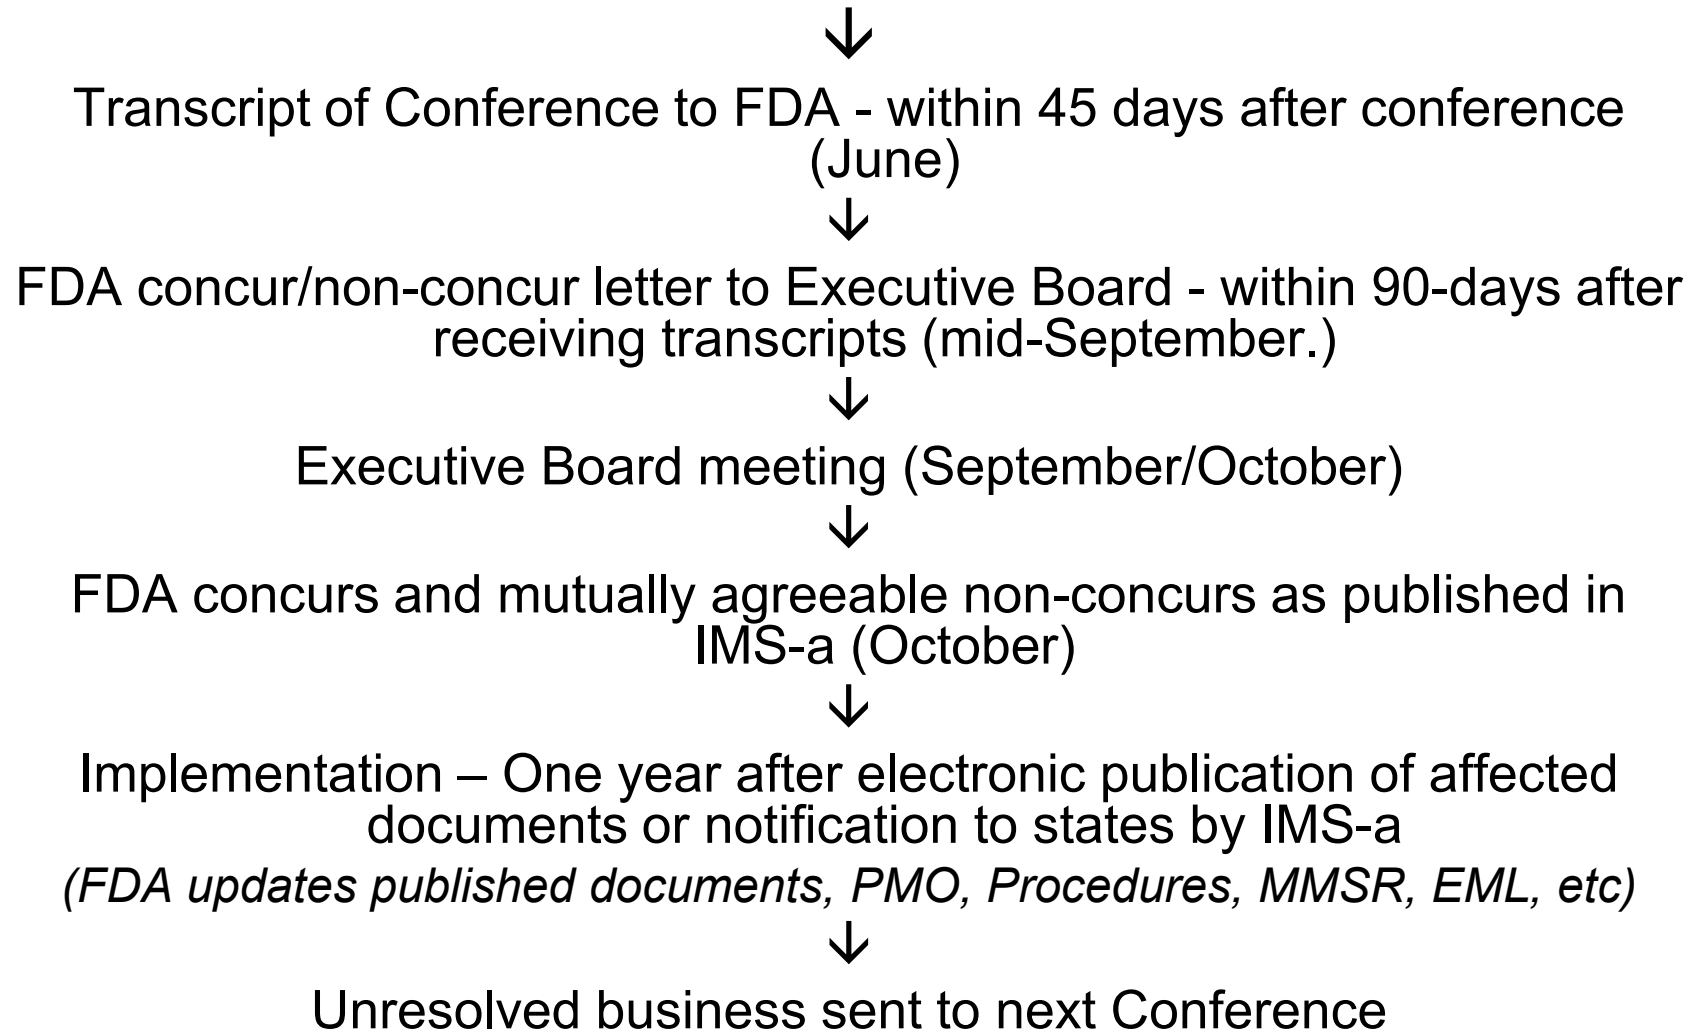 ↓
Transcript of Conference to FDA - within 45 days after conference
(June)
↓
FDA concur/non-concur letter to Executive Board - within 90-days after
receiving transcripts (mid-September.)
↓
Executive Board meeting (September/October)
↓
FDA concurs and mutually agreeable non-concurs as published in
IMS-a (October)
↓
Implementation – One year after electronic publication of affected
documents or notification to states by IMS-a
(FDA updates published documents, PMO, Procedures, MMSR, EML, etc)
↓
Unresolved business sent to next Conference